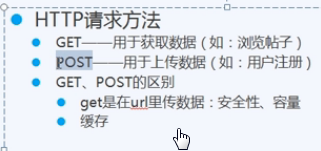 HTTP请求方法
GET——用于获取数据 (如：浏览帖子)
POST——用于上传数据 (如：用户注册)
GET、POST的区别
get是在url里传数据：安全性、容量
缓存